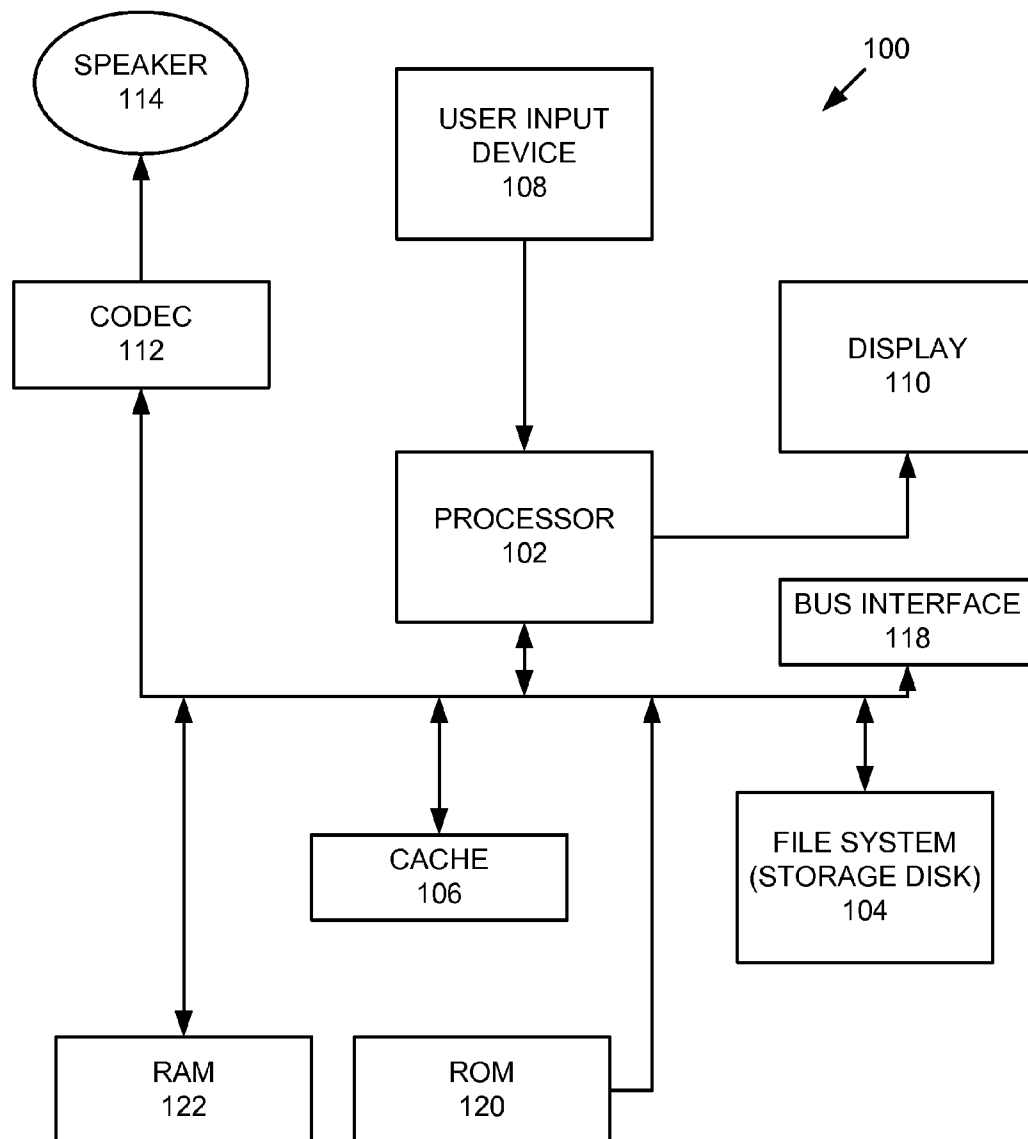 SPEAKER
114
100
USER INPUT
DEVICE
108
CODEC
112
DISPLAY
110
PROCESSOR
102
BUS INTERFACE
118
CACHE
106
FILE SYSTEM
(STORAGE DISK)
104
RAM
122
ROM
120